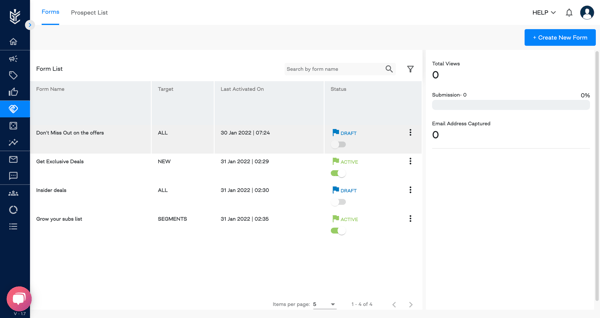 Forms
Prospect List
HELP
+ Create New Form
Form List
Search by form name
Form Name
Target
Last Activated On
Status
Don't Miss Out on the offers
ALL
30 Jan 2022 | 07:24
DRAFT
Get Exclusive Deals
NEW
31 Jan 2022 | 02:29
ACTIVE
Insider deals
ALL
31 Jan 2022 | 02:30
DRAFT
Grow your subs list
SEGMENTS
31 Jan 2022 | 02:35
ACTIVE
Items per page: 5
1 - 4 of 4
Total Views
0
Submission- 0
0%
Email Address Captured
0
V - 1.7